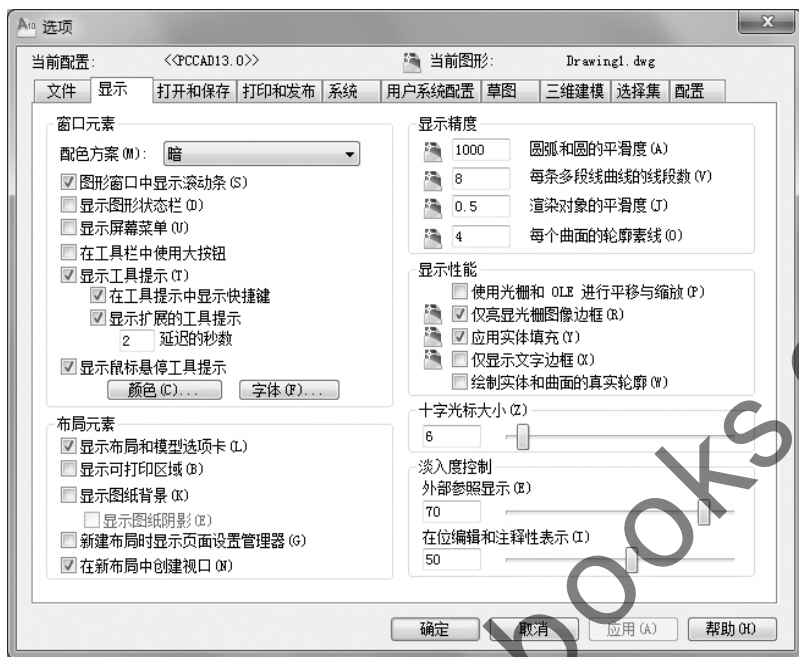 A10 选项
当前配置: <<PCCAD13.0>> 当前图形: Drawing1.dwg
文件 显示 打开和保存 打印和发布 系统 用户系统配置 草图 三维建模 选择集 配置
窗口元素
配色方案(M): 暗
图形窗口中显示滚动条(S)
显示图形状态栏(D)
显示屏幕菜单(U)
在工具栏中使用大按钮
显示工具提示(T)
在工具提示中显示快捷键
显示扩展的工具提示
2 延迟的秒数
显示鼠标悬停工具提示
颜色(C)... 字体(F)...
布局元素
显示布局和模型选项卡(L)
显示可打印区域(B)
显示图纸背景(K)
显示图纸阴影(E)
新建布局时显示页面设置管理器(G)
在新布局中创建视口(N)
显示精度
1000 圆弧和圆的平滑度(A)
8 每条多段线曲线的线段数(V)
0.5 渲染对象的平滑度(J)
4 每个曲面的轮廓素线(O)
显示性能
使用光栅和 OLE 进行平移与缩放(P)
仅亮显光栅图像边框(R)
应用实体填充(Y)
仅显示文字边框(X)
绘制实体和曲面的真实轮廓(W)
十字光标大小(Z)
6
淡入度控制
外部参照显示(E)
70
在位编辑和注释性表示(I)
50
确定 取消 应用(A) 帮助(H)
books